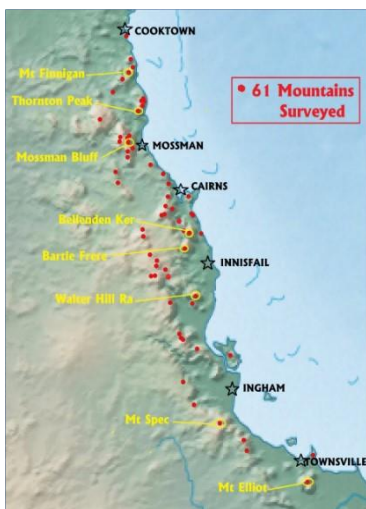 COOKTOWN
Mt Finnigan
Thornton Peak
61 Mountains
Surveyed
Mossman Bluff
MOSSMAN
CAIRNS
Bellenden Ker
Bartle Frere
INNISFAIL
Walter Hill Ra
INGHAM
Mt Spec
TOWNSVILLE
Mt Elliot